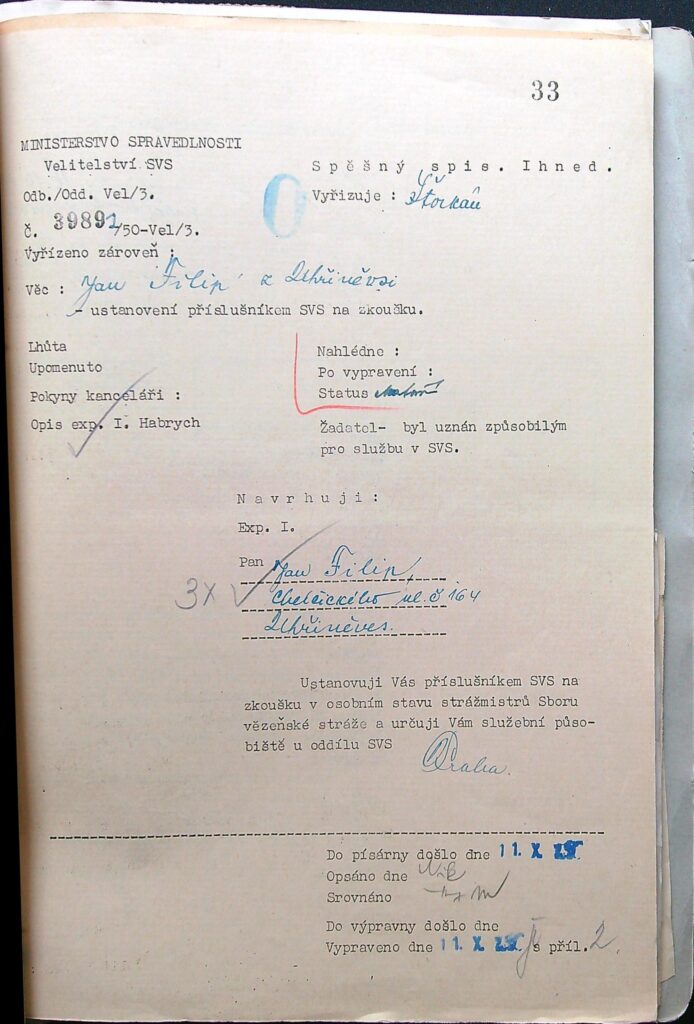 33
MINISTERSTVO SPRAVEDLNOSTI
Velitelství SVS
Odb./Odd. Vel/3.
č. 39891/50-Vel/3.
Vyřízeno zároveň :
Spěšný spis. Ihned.
Vyřizuje :
Věc : Jan Filip z Uhříněvsi
- ustanovení příslušníkem SVS na zkoušku.
Lhůta
Upomenuto
Pokyny kanceláři :
Opis exp. I. Habrych
Nahlédne :
Po vypravení :
Status
Žadatel- byl uznán způsobilým
pro službu v SVS.
Navrhuji :
Exp. I.
Pan Jan Filip,
3x
Chelčického ul. č 164
Uhříněves.
Ustanovuji Vás příslušníkem SVS na
zkoušku v osobním stavu strážmistrů Sboru
vězeňské stráže a určuji Vám služební půso-
biště u oddílu SVS Praha.
Do písárny došlo dne 11. X.
Opsáno dne
Srovnáno
Do výpravny došlo dne
Vypraveno dne 11. X. s příl. 2